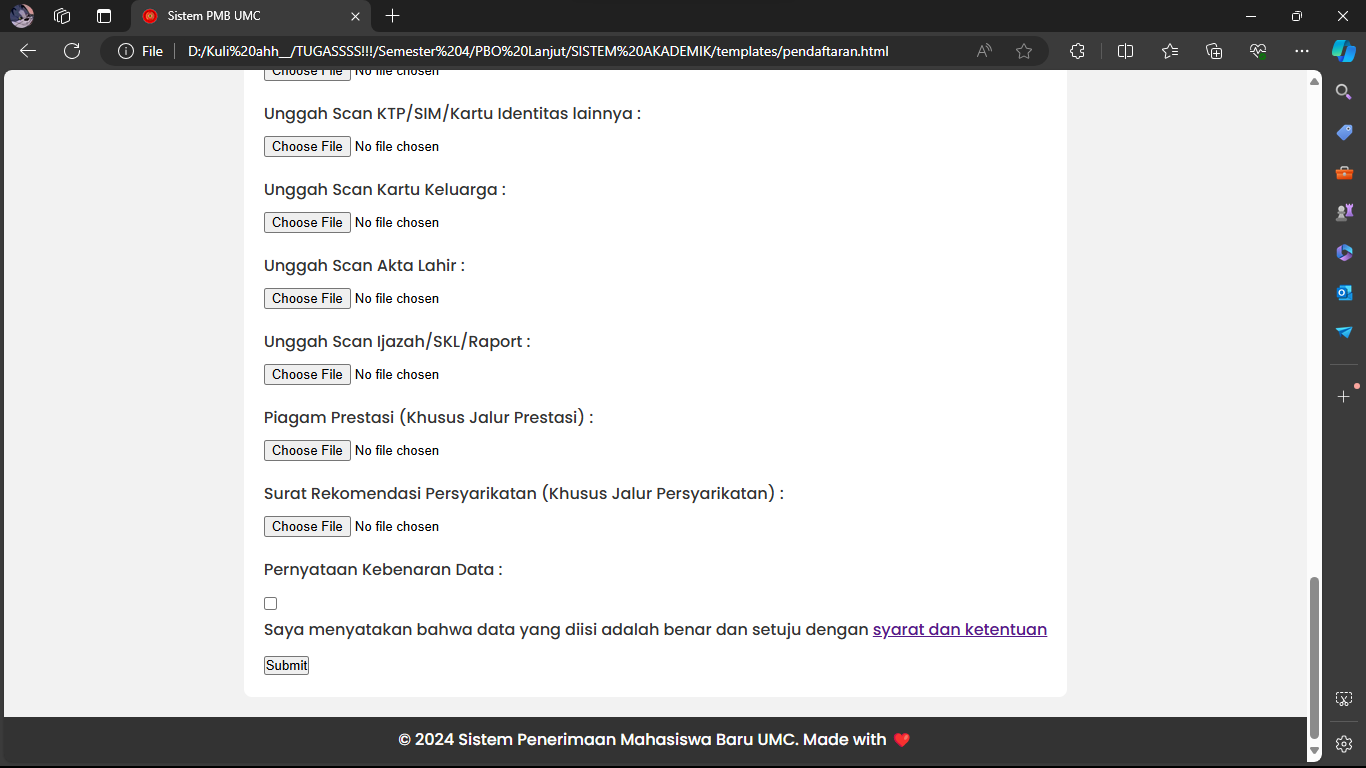 Sistem PMB UMC
File
D:/Kuli%20ahh__/TUGASSSS!!!/Semester%204/PBO%20Lanjut/SISTEM%20AKADEMIK/templates/pendaftaran.html
Choose File No file chosen
Unggah Scan KTP/SIM/Kartu Identitas lainnya :
Choose File No file chosen
Unggah Scan Kartu Keluarga :
Choose File No file chosen
Unggah Scan Akta Lahir :
Choose File No file chosen
Unggah Scan Ijazah/SKL/Raport :
Choose File No file chosen
Piagam Prestasi (Khusus Jalur Prestasi) :
Choose File No file chosen
Surat Rekomendasi Persyarikatan (Khusus Jalur Persyarikatan) :
Choose File No file chosen
Pernyataan Kebenaran Data :
Saya menyatakan bahwa data yang diisi adalah benar dan setuju dengan syarat dan ketentuan
Submit
© 2024 Sistem Penerimaan Mahasiswa Baru UMC. Made with ❤️